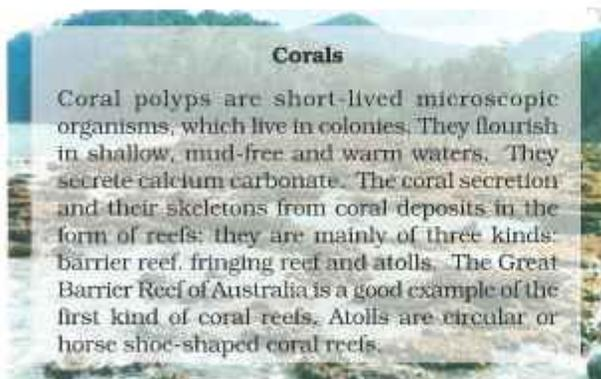 Corals
Coral polyps are short-lived microscopic
organisms, which live in colonies. They flourish
in shallow, mud-free and warm waters. They
secrete calcium carbonate. The coral secretion
and their skeletons from coral deposits in the
form of reefs: they are mainly of three kinds:
barrier reef, fringing reef and atolls. The Great
Barrier Reef of Australia is a good example of the
first kind of coral reefs. Atolls are circular or
horse shoe-shaped coral reefs.